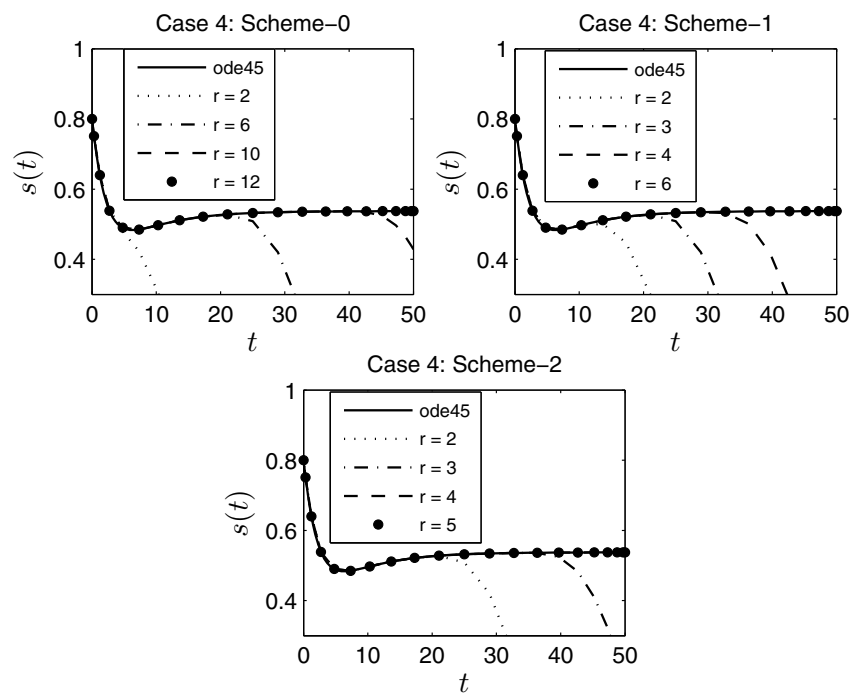 Case 4: Scheme−0
1
0.8
0.6
0.4
s(t)
ode45
r = 2
r = 6
r = 10
r = 12
0 10 20 30 40 50
t
Case 4: Scheme−1
1
0.8
0.6
0.4
s(t)
ode45
r = 2
r = 3
r = 4
r = 6
0 10 20 30 40 50
t
Case 4: Scheme−2
1
0.8
0.6
0.4
s(t)
ode45
r = 2
r = 3
r = 4
r = 5
0 10 20 30 40 50
t